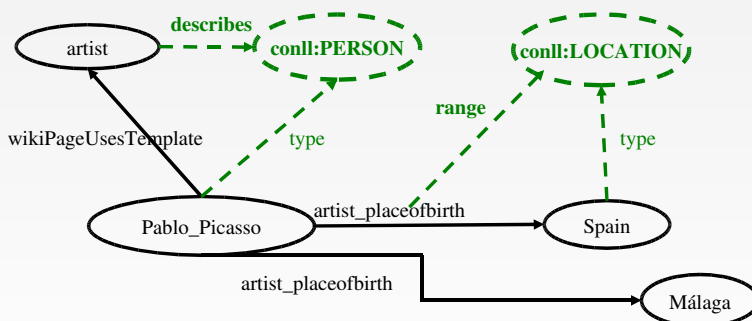 describes
artist
conll:PERSON
conll:LOCATION
range
wikiPageUsesTemplate
type
type
artist_placeofbirth
Pablo_Picasso
Spain
artist_placeofbirth
Málaga